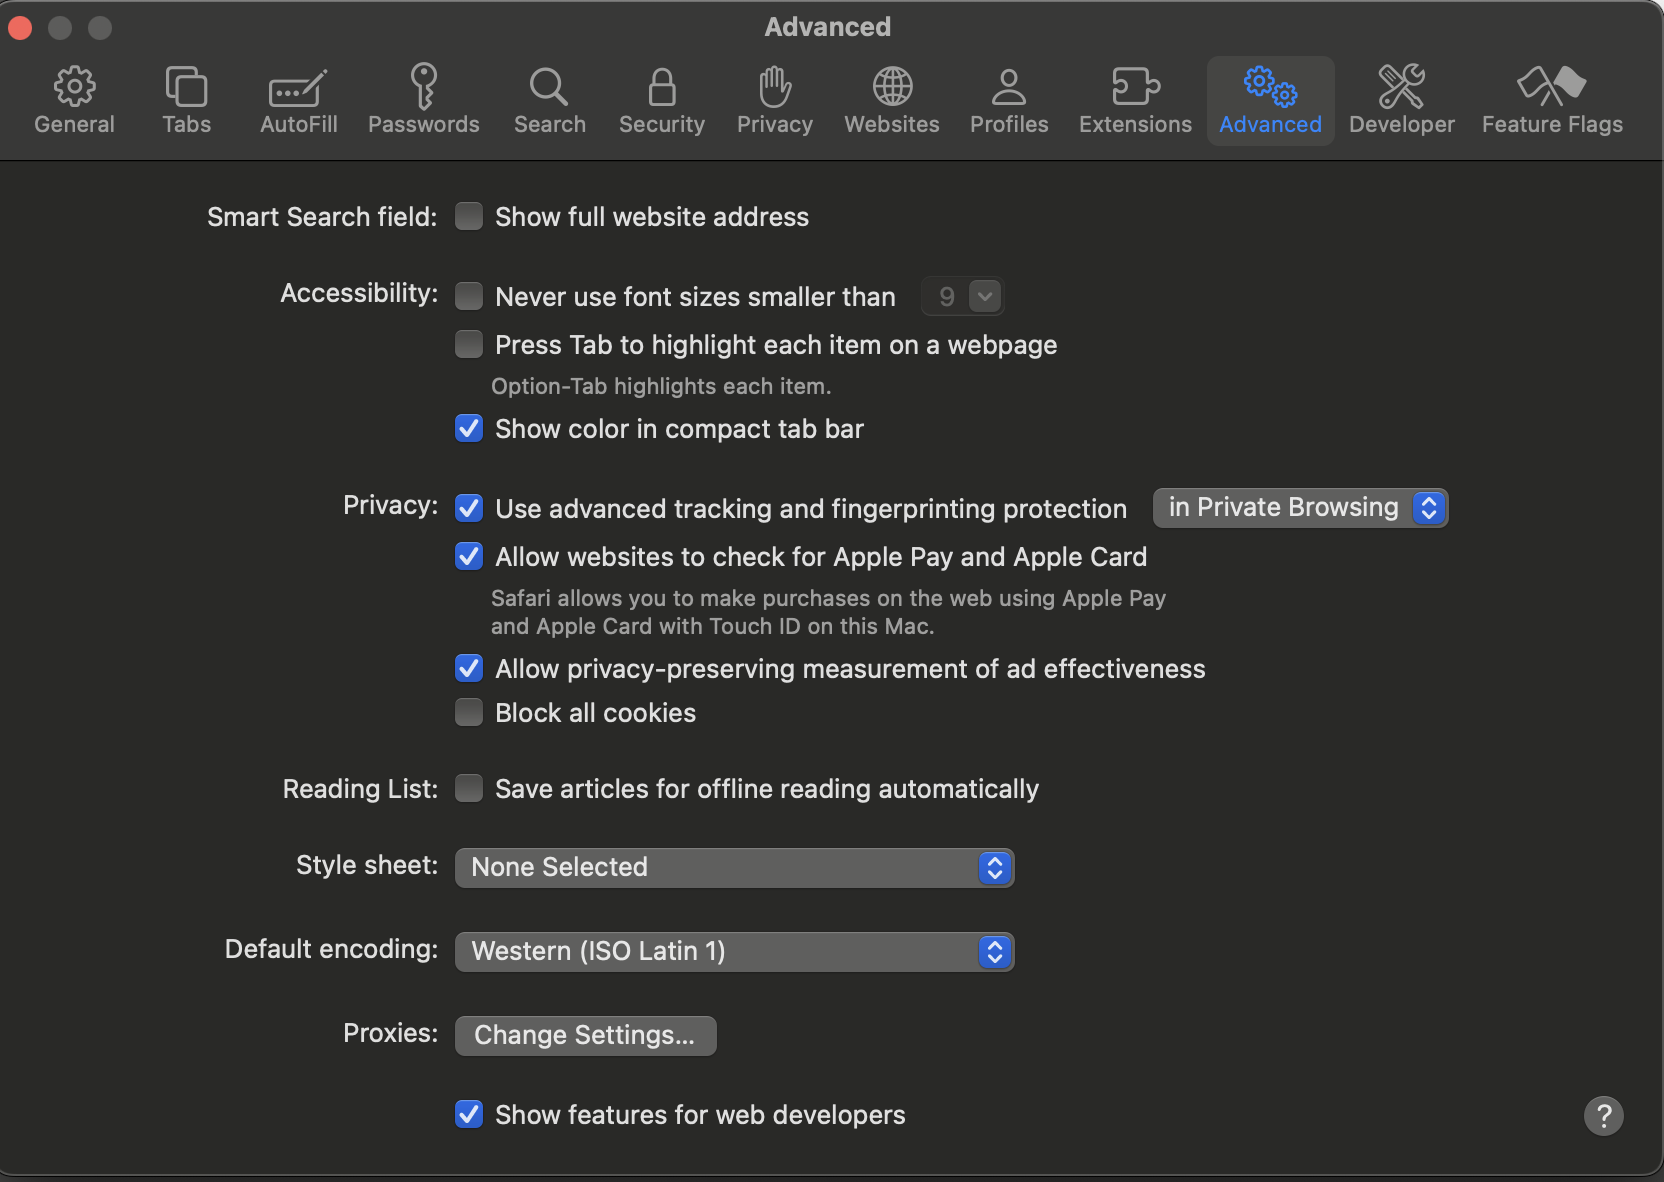 Advanced
General Tabs AutoFill Passwords Search Security Privacy Websites Profiles Extensions Advanced Developer Feature Flags
Smart Search field: Show full website address
Accessibility: Never use font sizes smaller than 9
Press Tab to highlight each item on a webpage
Option-Tab highlights each item.
Show color in compact tab bar
Privacy: Use advanced tracking and fingerprinting protection in Private Browsing
Allow websites to check for Apple Pay and Apple Card
Safari allows you to make purchases on the web using Apple Pay
and Apple Card with Touch ID on this Mac.
Allow privacy-preserving measurement of ad effectiveness
Block all cookies
Reading List: Save articles for offline reading automatically
Style sheet: None Selected
Default encoding: Western (ISO Latin 1)
Proxies: Change Settings...
Show features for web developers
?